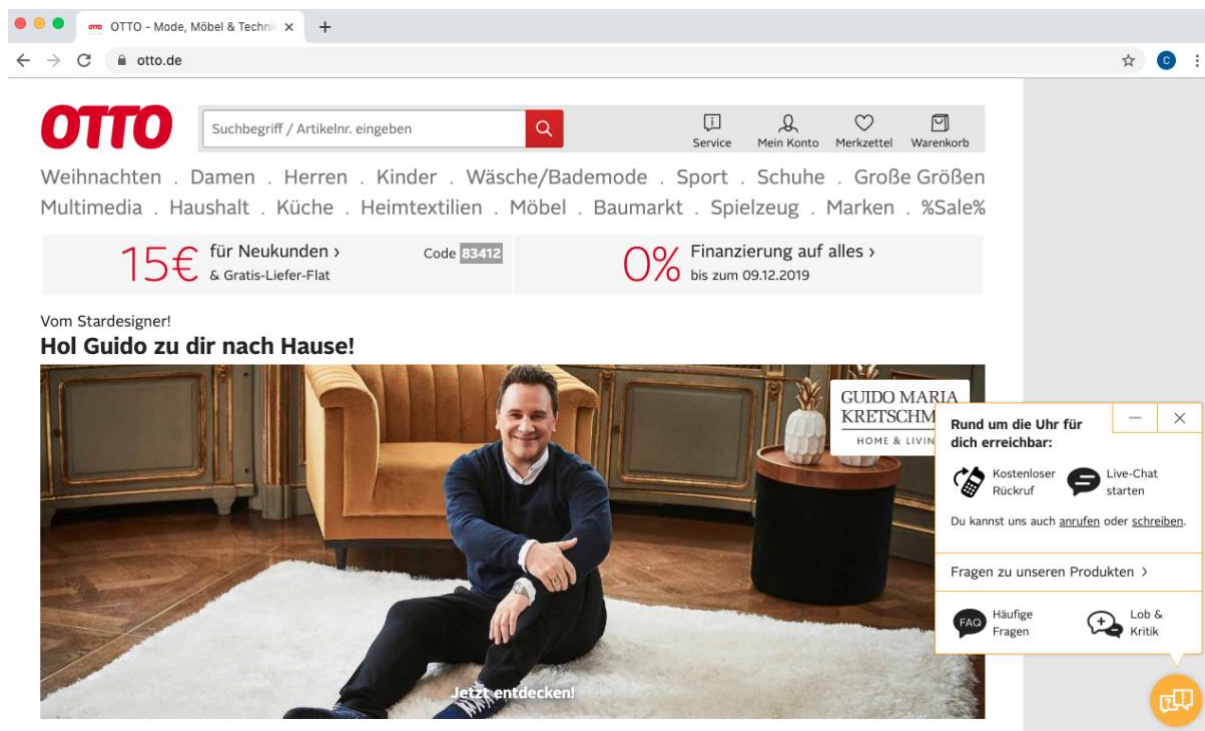 otto OTTO - Mode, Möbel & Techni
otto.de
C
OTTO
Suchbegriff / Artikelnr. eingeben
Service Mein Konto Merkzettel Warenkorb
Weihnachten . Damen . Herren . Kinder . Wäsche/Bademode . Sport . Schuhe . Große Größen
Multimedia . Haushalt . Küche . Heimtextilien . Möbel . Baumarkt . Spielzeug . Marken . %Sale%
15€ für Neukunden › Code 83412
& Gratis-Liefer-Flat
0% Finanzierung auf alles ›
bis zum 09.12.2019
Vom Stardesigner!
Hol Guido zu dir nach Hause!
GUIDO MARIA
KRETSCHM
HOME & LIVIN
Jetzt entdecken!
Rund um die Uhr für
dich erreichbar:
Kostenloser
Rückruf
Live-Chat
starten
Du kannst uns auch anrufen oder schreiben.
Fragen zu unseren Produkten >
FAQ
Häufige
Fragen
Lob &
Kritik